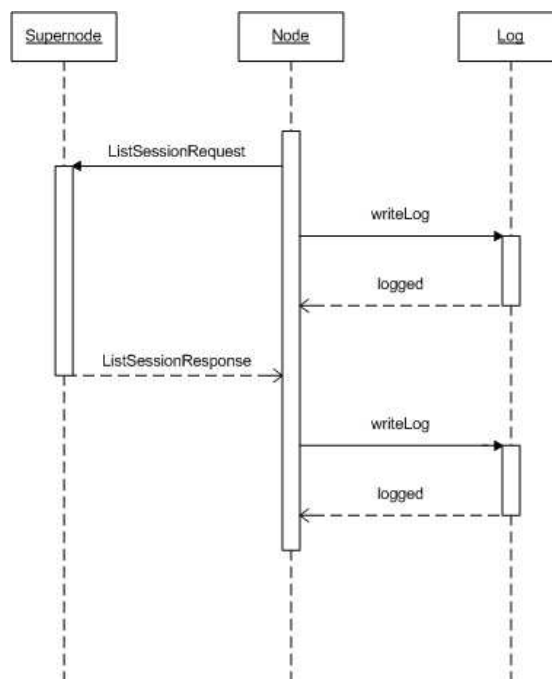 Supernode
Node
Log
ListSessionRequest
writeLog
logged
ListSessionResponse
writeLog
logged